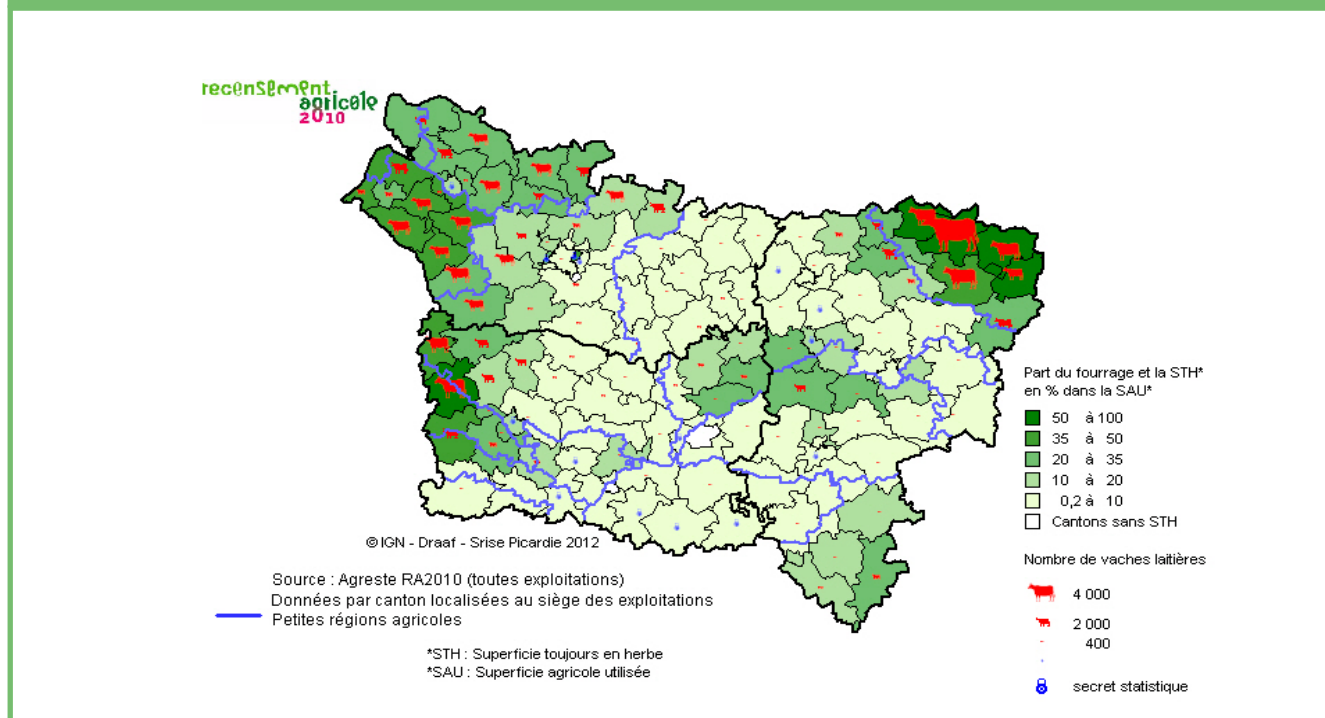 recensement
agricole
2010
Part du fourrage et la STH*
en % dans la SAU*
50 à 100
35 à 50
20 à 35
10 à 20
0,2 à 10
Cantons sans STH
© IGN - Draaf - Srise Picardie 2012
Nombre de vaches laitières
Source : Agreste RA2010 (toutes exploitations)
Données par canton localisées au siège des exploitations
Petites régions agricoles
4 000
2 000
400
*STH : Superficie toujours en herbe
*SAU : Superficie agricole utilisée
secret statistique